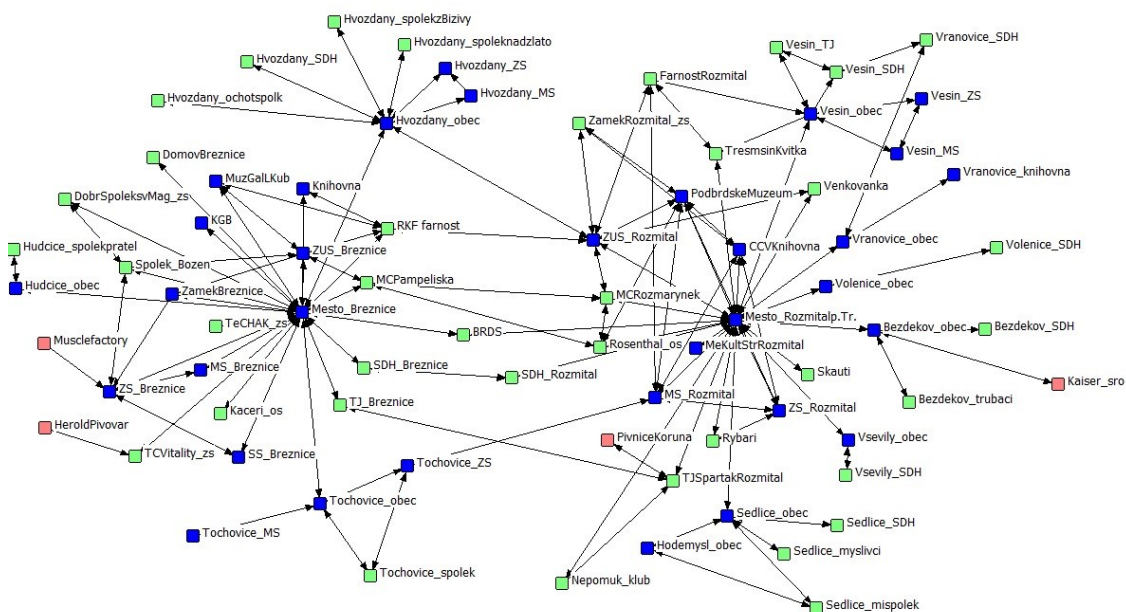 Hvozdany_spolekzBizivy
Hvozdany_spoleknadzlato
Hvozdany_SDH
Hvozdany_ZS
Hvozdany_MS
Hvozdany_ochotspolk
Hvozdany_obec
Vesin_TJ
Vranovice_SDH
Vesin_SDH
FarnostRozmital
Vesin_ZS
Vesin_obec
ZamekRozmital_zs
TresmsinKvitka
Vesin_MS
DomovBreznice
MuzGalLKub
Knihovna
Vranovice_knihovna
DobrSpoleksvMag_zs
PodbrdskeMuzeum
Venkovanka
KGB
RKF farnost
ZUS_Rozmital
Vranovice_obec
Hudcice_spolekpratel
ZUS_Breznice
CCVKnihovna
Volenice_SDH
Spolek_Bozen
MCPampeliska
Hudcice_obec
ZamekBreznice
MCRozmarynek
Volenice_obec
Mesto_Breznice
Mesto_Rozmitalp.Tr.
TeCHAK_zs
BRDS
Bezdekov_obec
Bezdekov_SDH
Musclefactory
Rosenthal_os
MeKultStrRozmital
MS_Breznice
SDH_Breznice
SDH_Rozmital
Skauti
Kaiser_sro
ZS_Breznice
MS_Rozmital
ZS_Rozmital
Bezdekov_trubaci
Kaceri_os
TJ_Breznice
HeroldPivovar
PivniceKoruna
Rybari
Vsevily_obec
TCVitality_zs
SS_Breznice
Tochovice_ZS
TJSpartakRozmital
Vsevily_SDH
Tochovice_obec
Sedlice_obec
Sedlice_SDH
Tochovice_MS
Hodemysl_obec
Sedlice_myslivci
Tochovice_spolek
Nepomuk_klub
Sedlice_mispolek